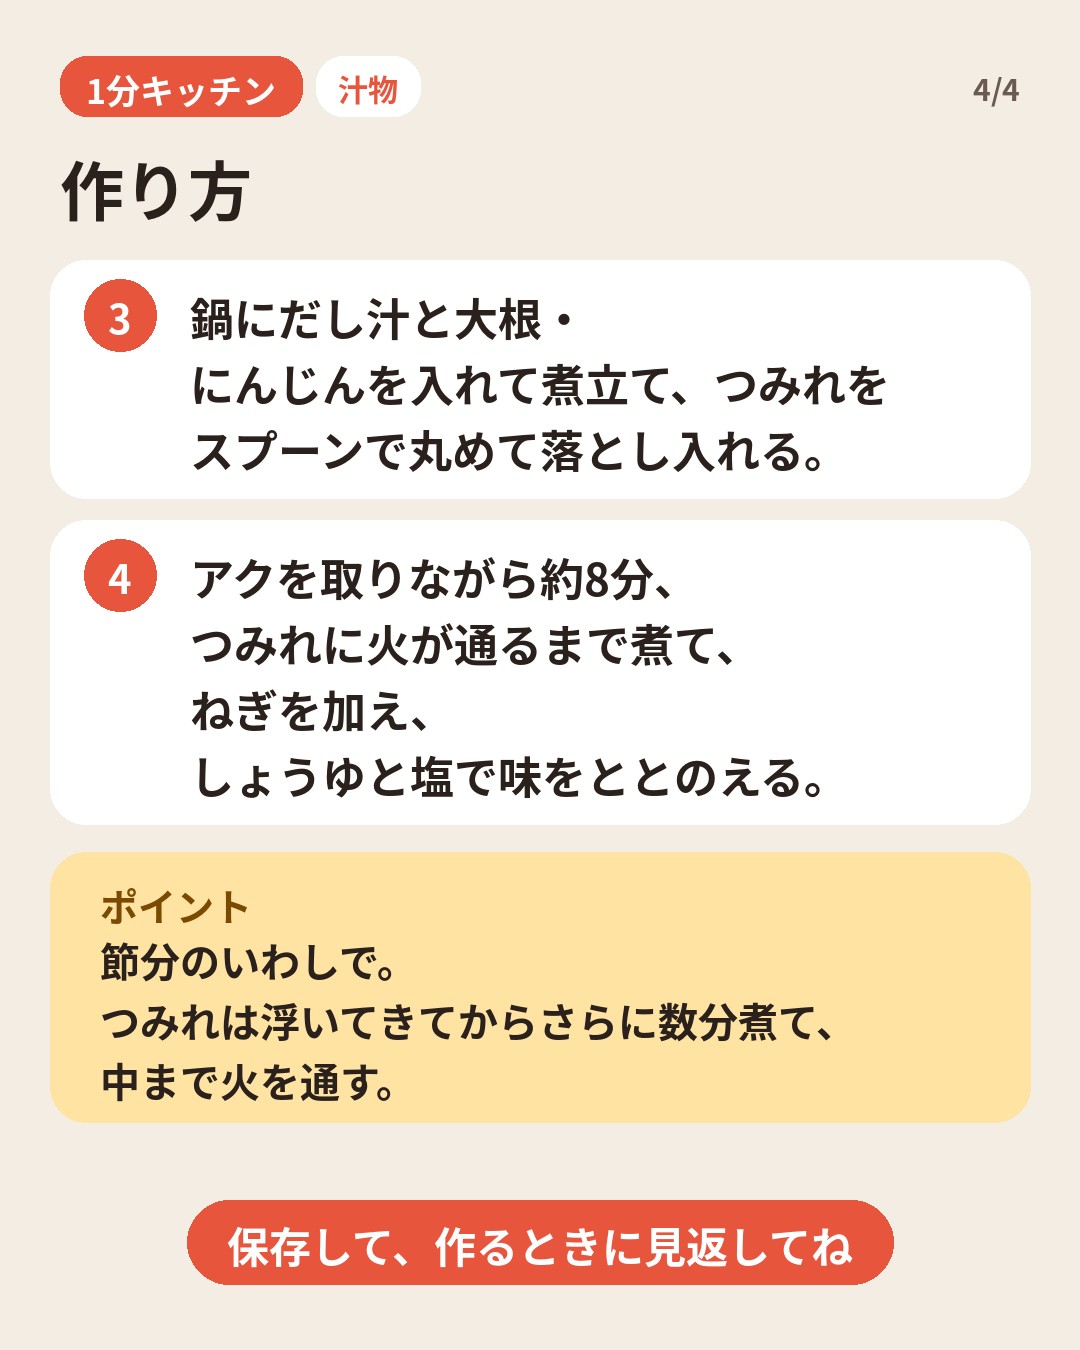 1分キッチン
汁物
4/4
作り方
3
鍋にだし汁と大根・
にんじんを入れて煮立て、つみれを
スプーンで丸めて落とし入れる。
4
アクを取りながら約8分、
つみれに火が通るまで煮て、
ねぎを加え、
しょうゆと塩で味をととのえる。
ポイント
節分のいわしで。
つみれは浮いてきてからさらに数分煮て、
中まで火を通す。
保存して、作るときに見返してね